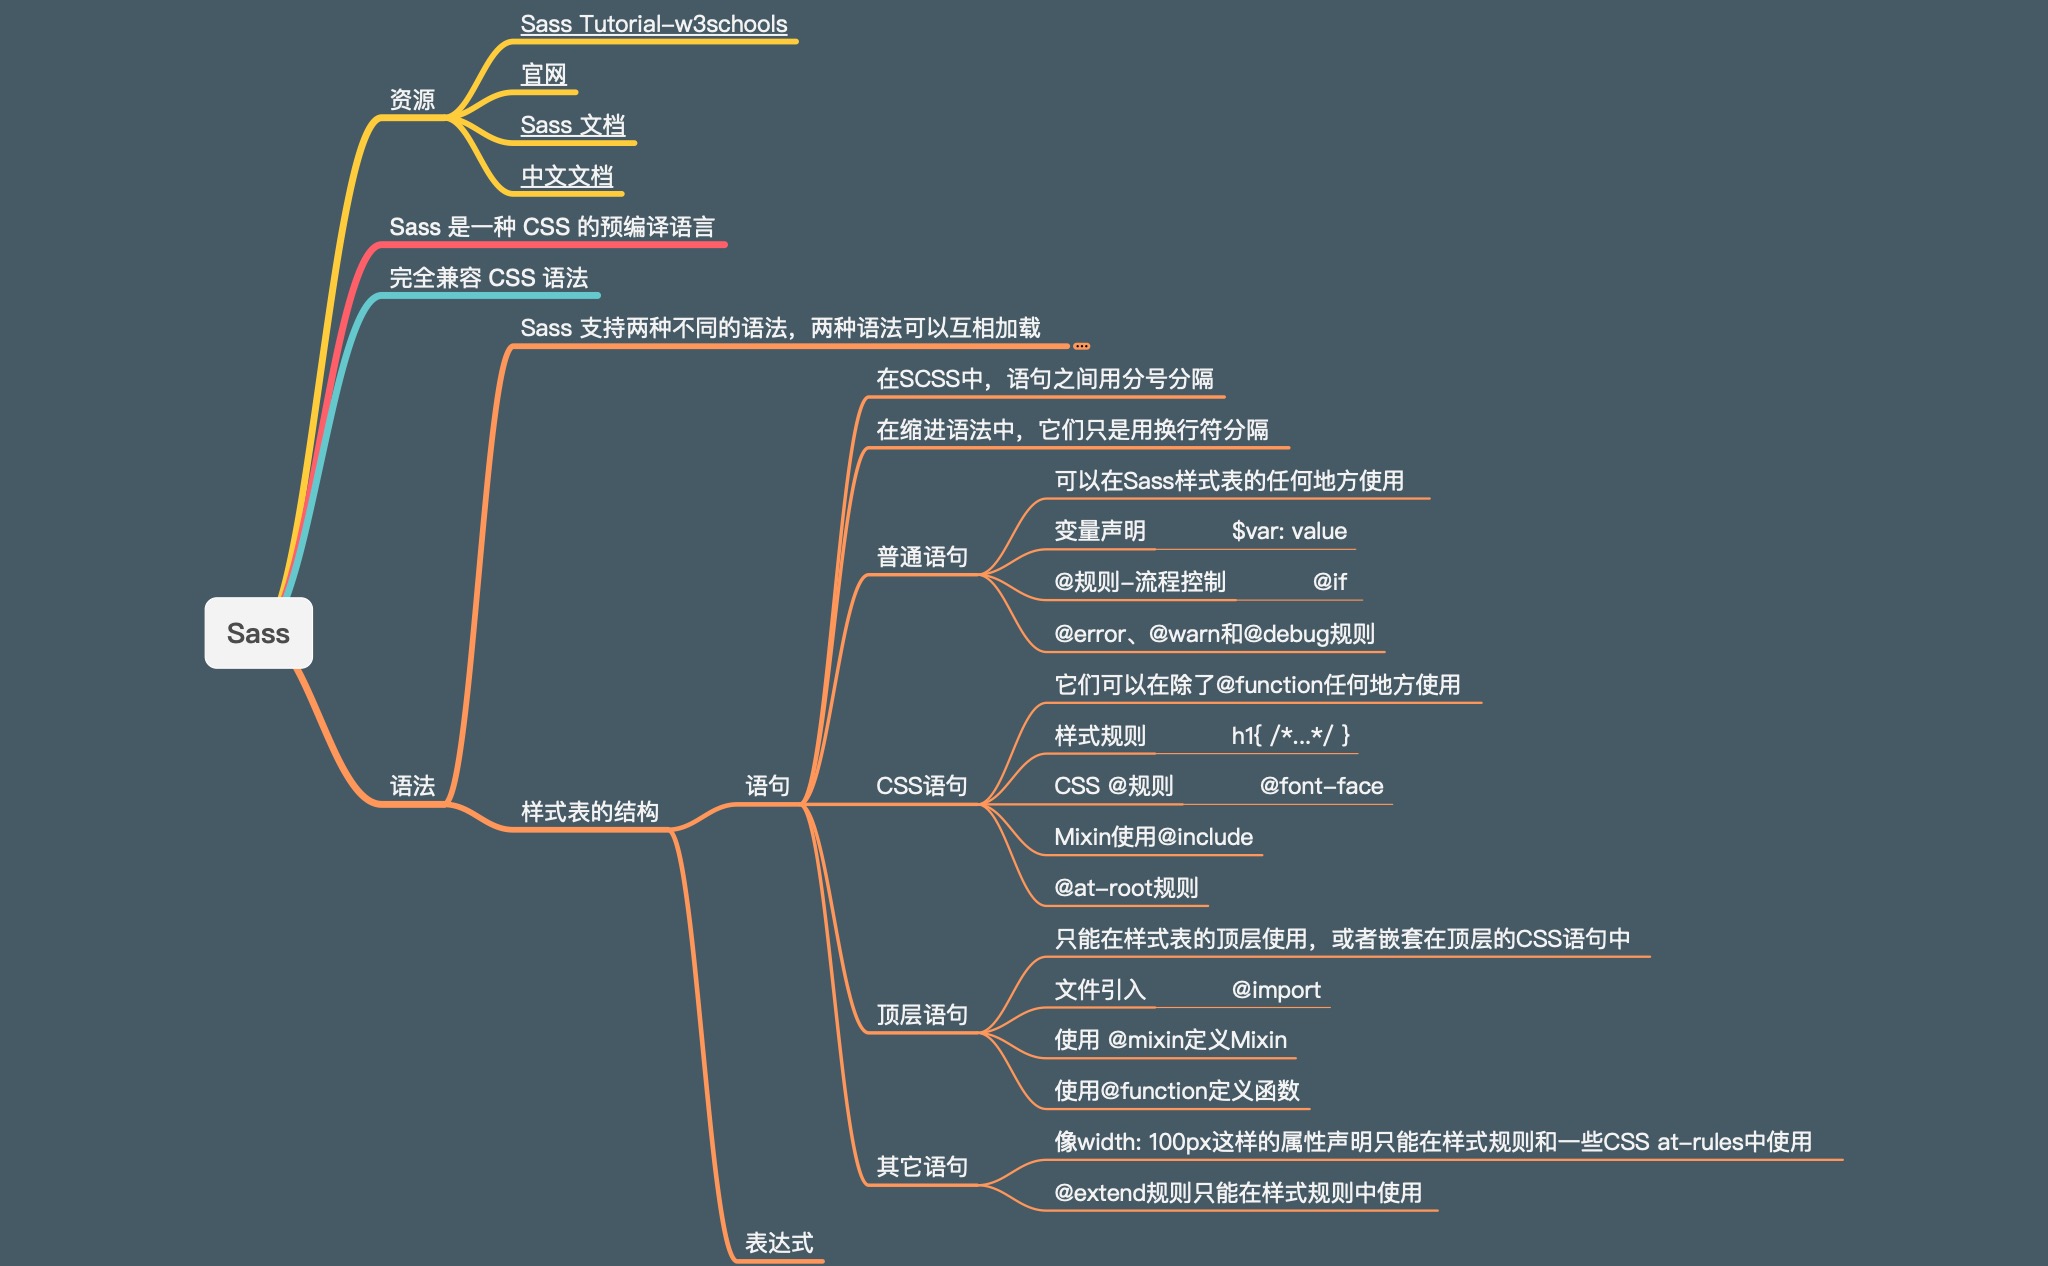 Sass Tutorial-w3schools
官网
资源
Sass 文档
中文文档
Sass 是一种 CSS 的预编译语言
完全兼容 CSS 语法
Sass 支持两种不同的语法，两种语法可以互相加载
在SCSS中，语句之间用分号分隔
在缩进语法中，它们只是用换行符分隔
可以在Sass样式表的任何地方使用
变量声明 $var: value
普通语句
@规则-流程控制 @if
@error、@warn和@debug规则
Sass
它们可以在除了@function任何地方使用
样式规则 h1{ /*...*/ }
语法
样式表的结构
语句
CSS语句
CSS @规则 @font-face
Mixin使用@include
@at-root规则
只能在样式表的顶层使用，或者嵌套在顶层的CSS语句中
文件引入 @import
顶层语句
使用 @mixin定义Mixin
使用@function定义函数
像width: 100px这样的属性声明只能在样式规则和一些CSS at-rules中使用
其它语句
@extend规则只能在样式规则中使用
表达式